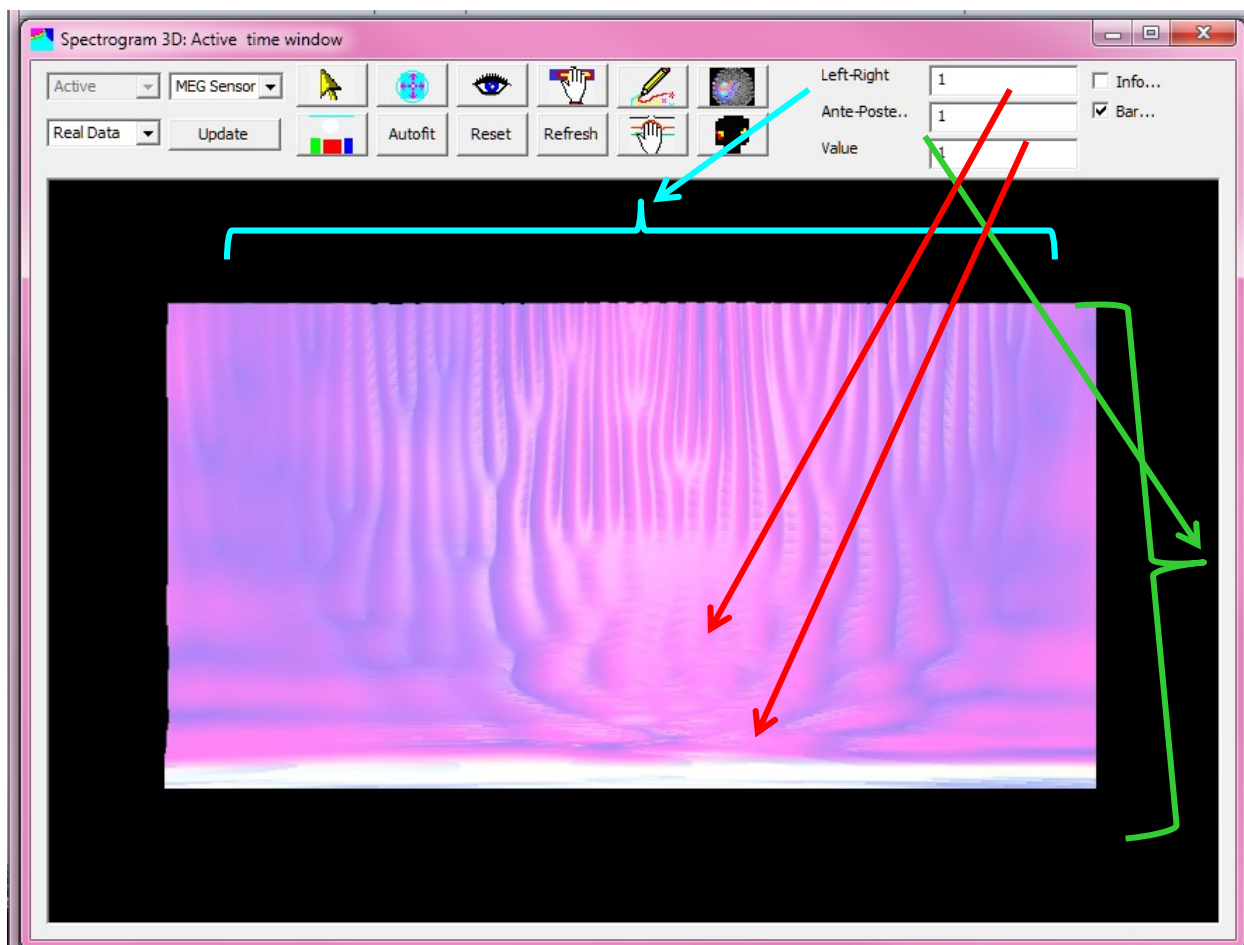 Spectrogram 3D: Active time window
Active
MEG Sensor
Left-Right
1
Info...
Real Data
Update
Autofit
Reset
Refresh
Ante-Poste..
1
Bar...
Value
1